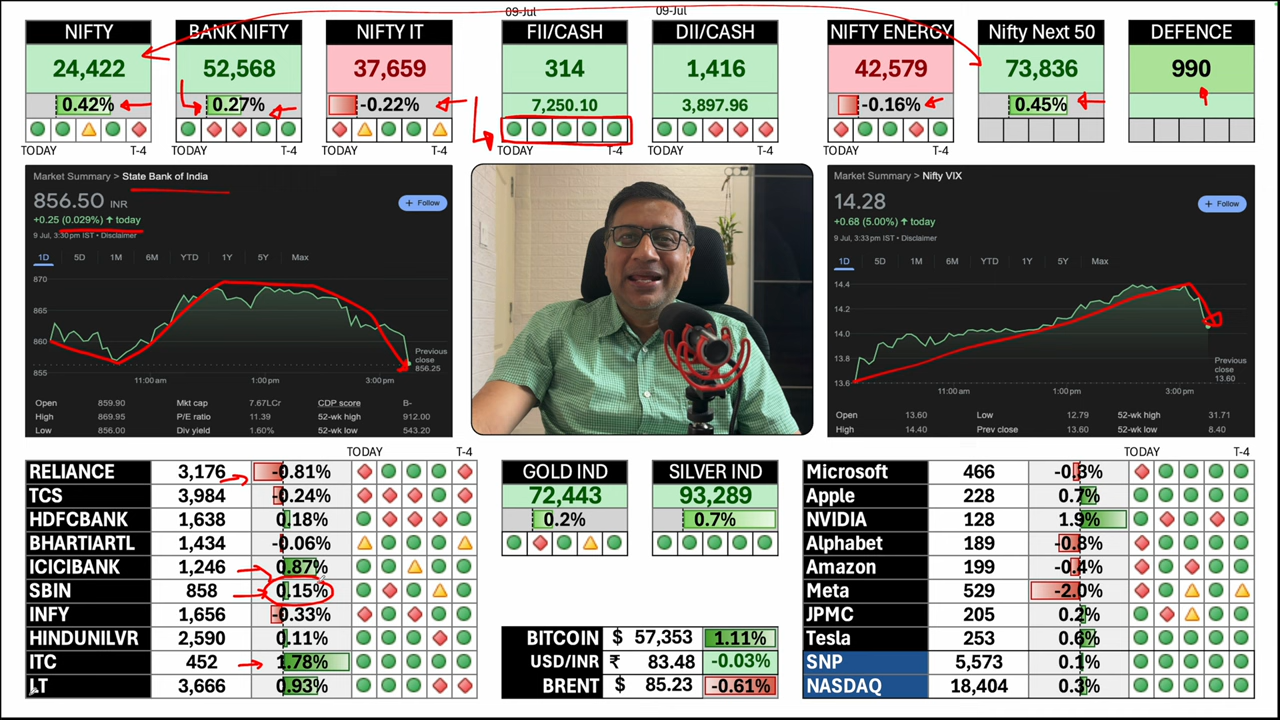 09-Jul
09-Jul
NIFTY
24,422
0.42%
TODAY
BANK NIFTY
52,568
0.27%
TODAY T-4
NIFTY IT
37,659
-0.22%
TODAY T-4
FII/CASH
314
7,250.10
TODAY T-4
DII/CASH
1,416
3,897.96
TODAY T-4
NIFTY ENERGY
42,579
-0.16%
TODAY T-4
Nifty Next 50
73,836
0.45%
DEFENCE
990
Market Summary > State Bank of India
856.50 INR
+ Follow
+0.25 (0.029%) ↑ today
9 Jul, 3:30 pm IST • Disclaimer
1D 5D 1M 6M YTD 1Y 5Y Max
870
865
860
855
Previous
close
856.25
11:00 am 1:00 pm 3:00 pm
Open 859.90 Mkt cap 7.67LCr CDP score B-
High 869.95 P/E ratio 11.39 52-wk high 912.00
Low 856.00 Div yield 1.60% 52-wk low 543.20
Market Summary > Nifty VIX
14.28
+ Follow
+0.68 (5.00%) ↑ today
9 Jul, 3:33 pm IST • Disclaimer
1D 5D 1M 6M YTD 1Y 5Y Max
14.4
14.2
14.0
13.8
13.6
Previous
close
13.60
11:00 am 1:00 pm 3:00 pm
Open 13.60 Low 12.79 52-wk high 31.71
High 14.40 Prev close 13.60 52-wk low 8.40
TODAY T-4
RELIANCE 3,176 -0.81%
TCS 3,984 -0.24%
HDFCBANK 1,638 0.18%
BHARTIARTL 1,434 -0.06%
ICICIBANK 1,246 0.87%
SBIN 858 0.15%
INFY 1,656 -0.33%
HINDUNILVR 2,590 0.11%
ITC 452 1.78%
LT 3,666 0.93%
GOLD IND
72,443
0.2%
SILVER IND
93,289
0.7%
BITCOIN $ 57,353 1.11%
USD/INR ₹ 83.48 -0.03%
BRENT $ 85.23 -0.61%
TODAY T-4
Microsoft 466 -0.3%
Apple 228 0.7%
NVIDIA 128 1.9%
Alphabet 189 -0.8%
Amazon 199 -0.4%
Meta 529 -2.0%
JPMC 205 0.2%
Tesla 253 0.6%
SNP 5,573 0.1%
NASDAQ 18,404 0.3%